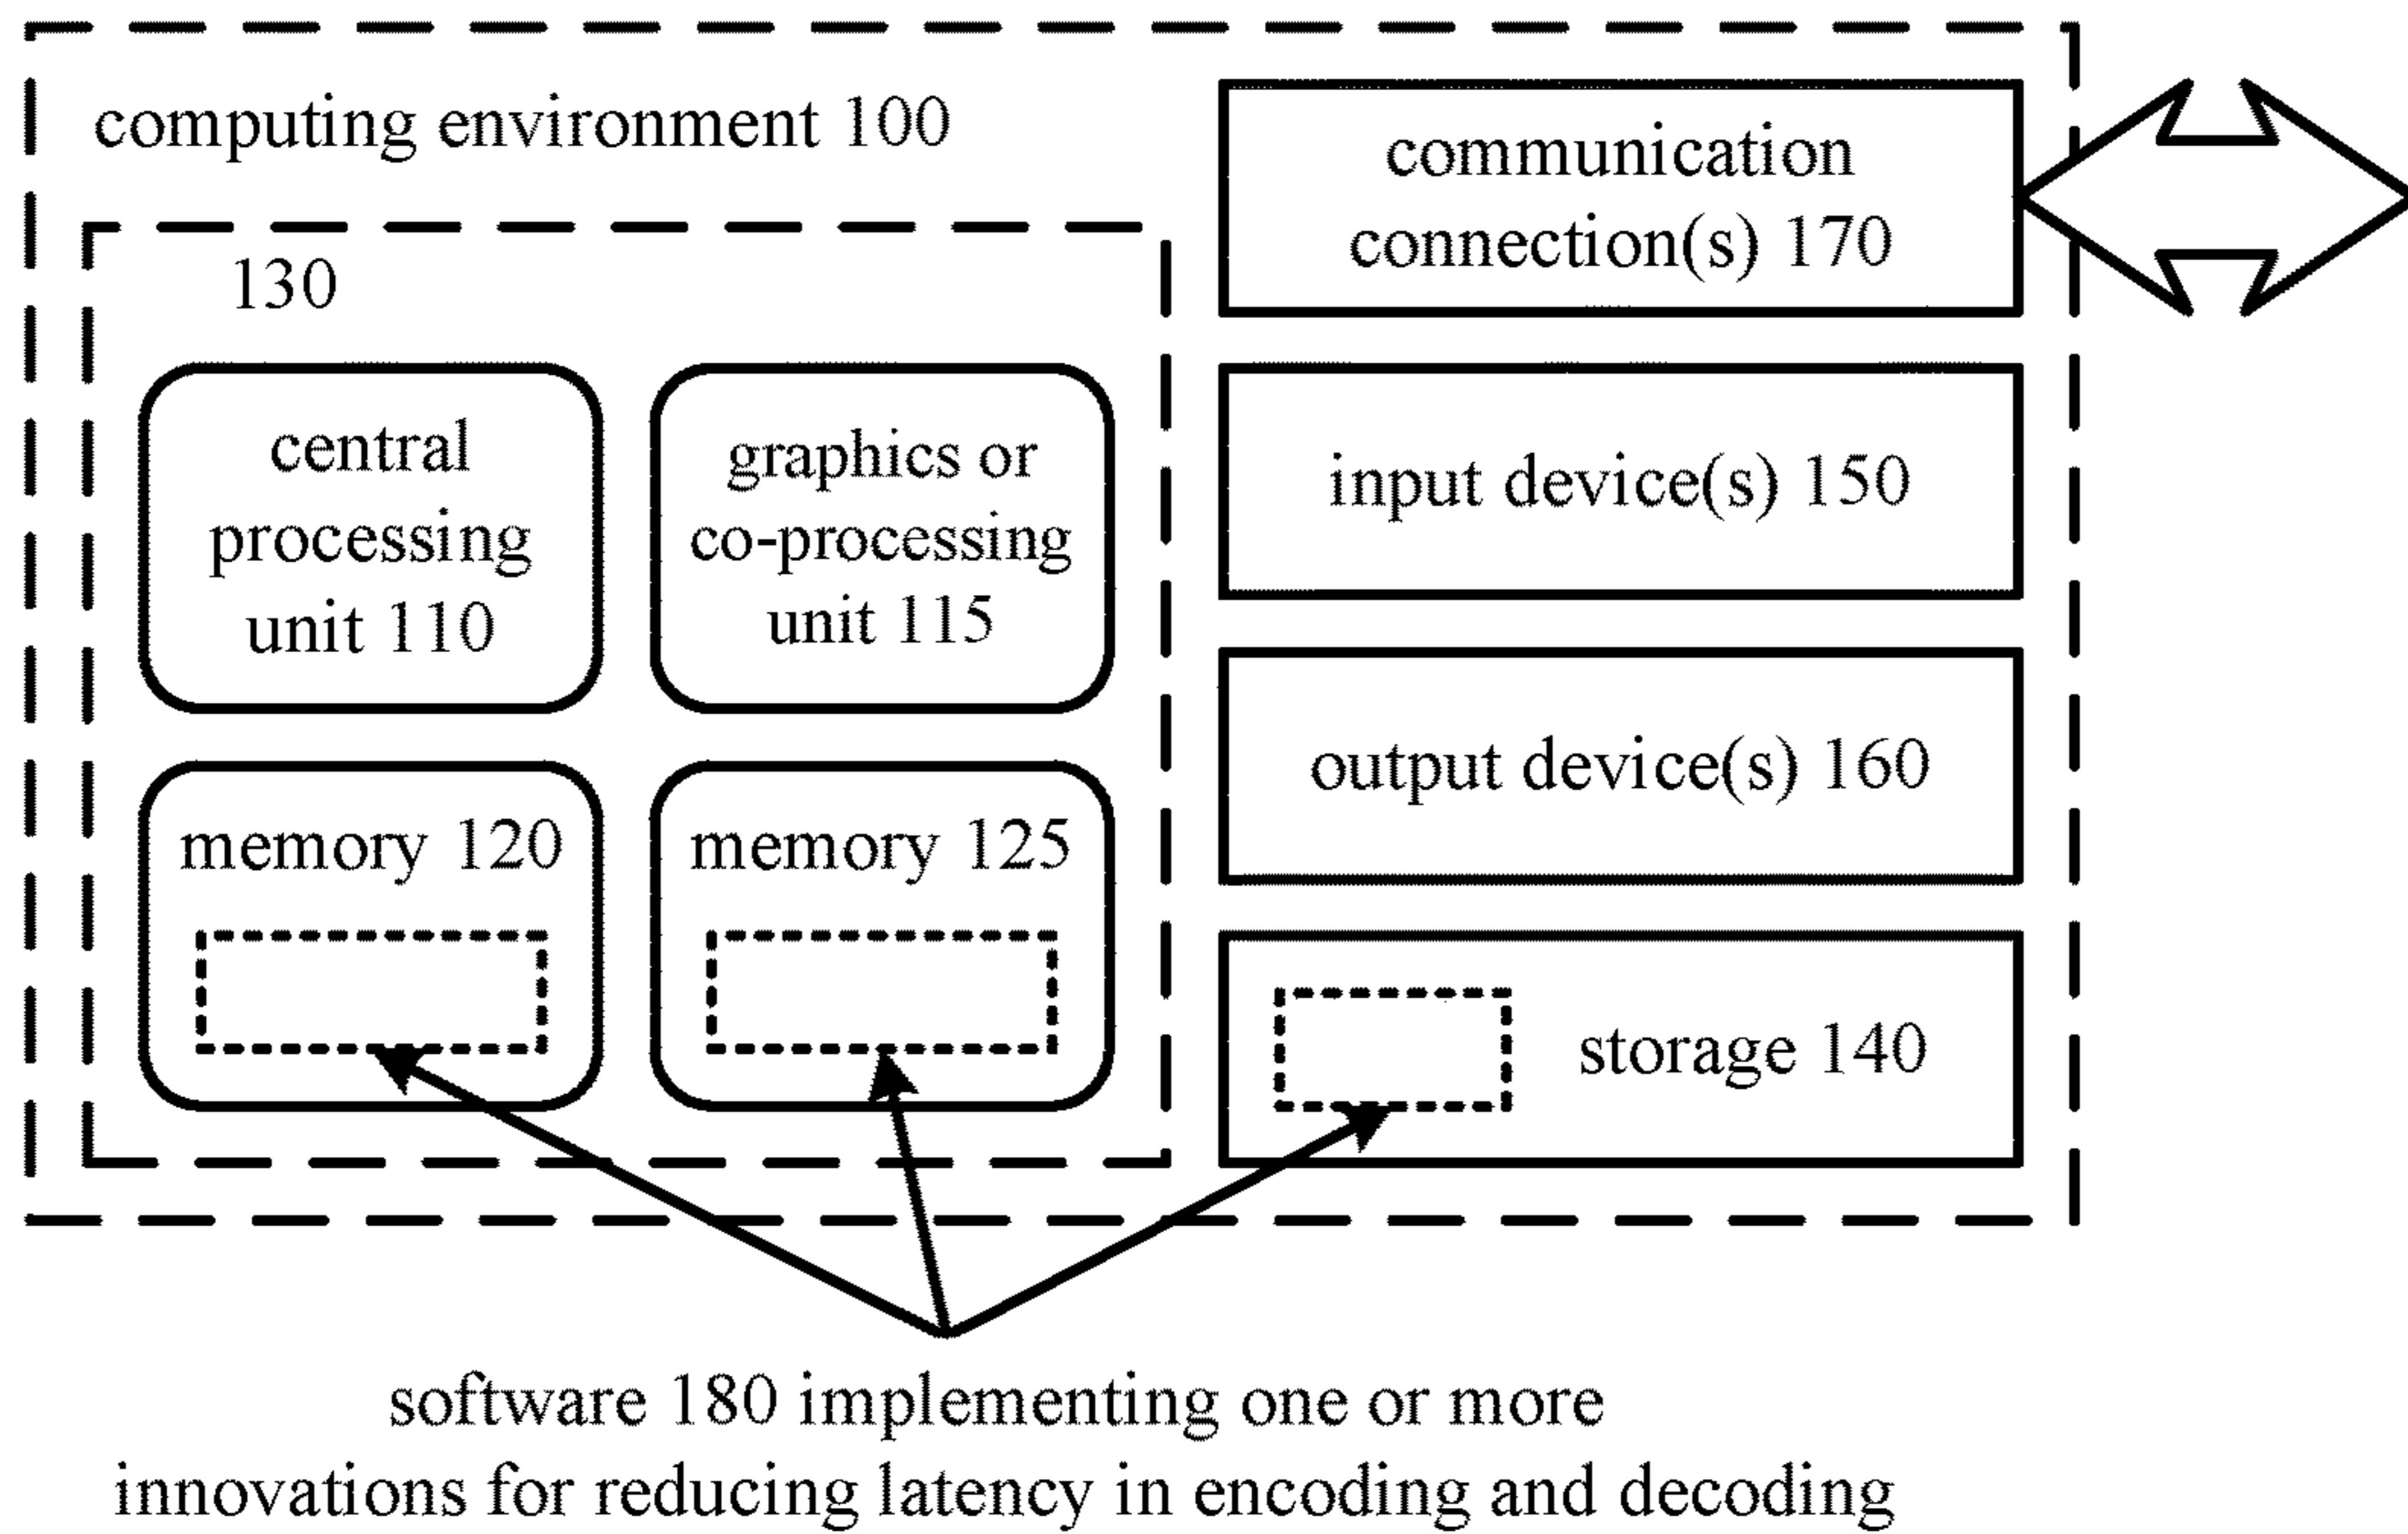 computing environment 100
130
central
processing
unit 110
graphics or
co-processing
unit 115
memory 120
memory 125
communication
connection(s) 170
input device(s) 150
output device(s) 160
storage 140
software 180 implementing one or more
innovations for reducing latency in encoding and decoding